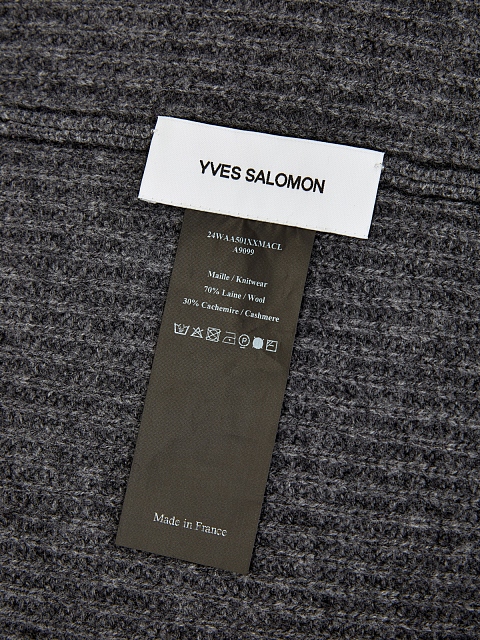 YVES SALOMON
24WAA501XXMACL
A9099
Maille / Knitwear
70% Laine / Wool
30% Cachemire / Cashmere
Made in France